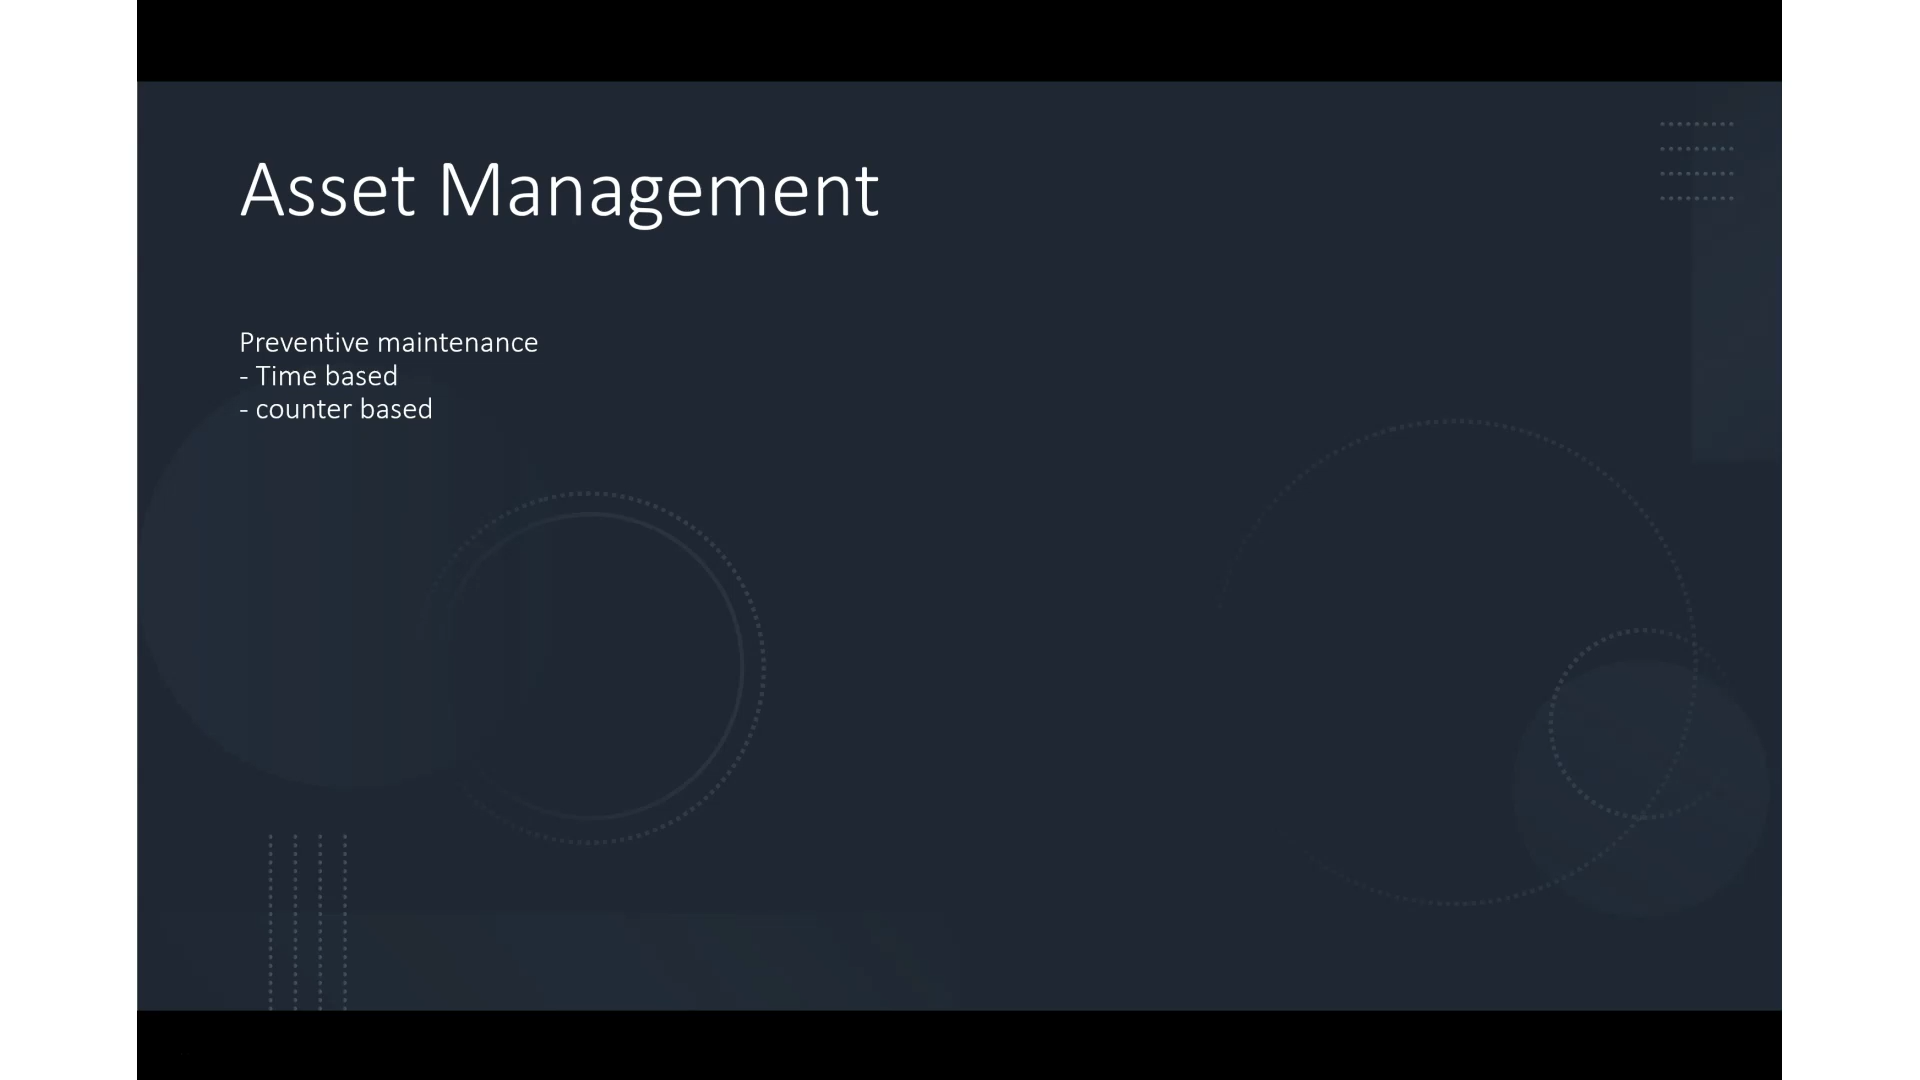 Asset Management
Preventive maintenance
- Time based
- counter based